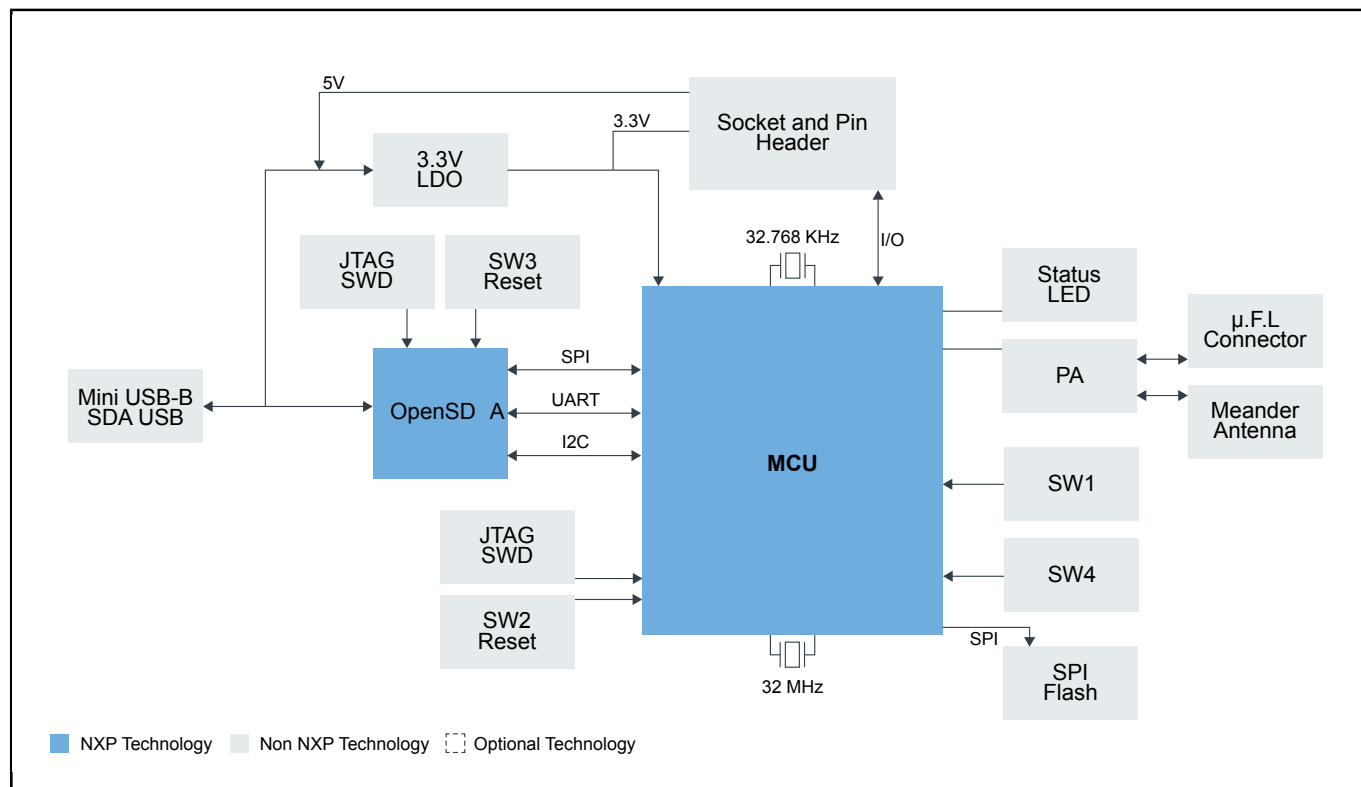 5V
3.3V
Socket and Pin
Header
3.3V
LDO
32.768 KHz
I/O
JTAG
SWD
SW3
Reset
Status
LED
µ.F.L
Connector
PA
Meander
Antenna
Mini USB-B
SDA USB
OpenSD A
SPI
UART
I2C
MCU
SW1
JTAG
SWD
SW4
SW2
Reset
SPI
32 MHz
SPI
Flash
NXP Technology
Non NXP Technology
Optional Technology